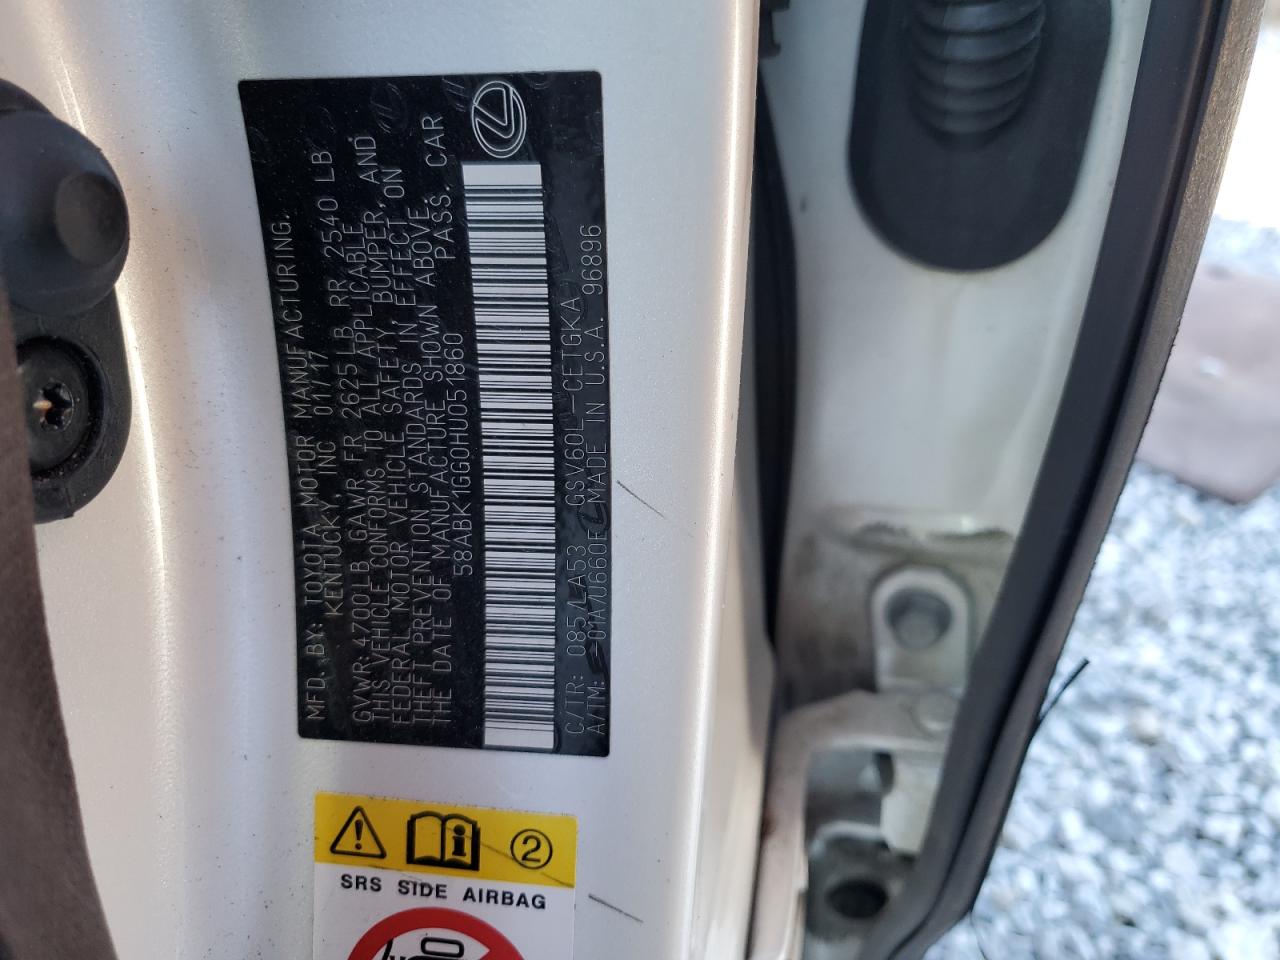 MFD. BY: TOYOTA MOTOR MANUFACTURING,
KENTUCKY, INC 01/17
GVWR: 4700LB GAWR FR 2625 LB RR 2540 LB
THIS VEHICLE CONFORMS TO ALL APPLICABLE
FEDERAL MOTOR VEHICLE SAFETY, BUMPER, AND
THEFT PREVENTION STANDARDS IN EFFECT ON
THE DATE OF MANUFACTURE SHOWN ABOVE.
58ABK1GG0HU051860 PASS. CAR
C/TR: 085/LA53 GSV60L-CETGKA
A/TM: -01A/U660E MADE IN U.S.A. 96896
2
SRS SIDE AIRBAG